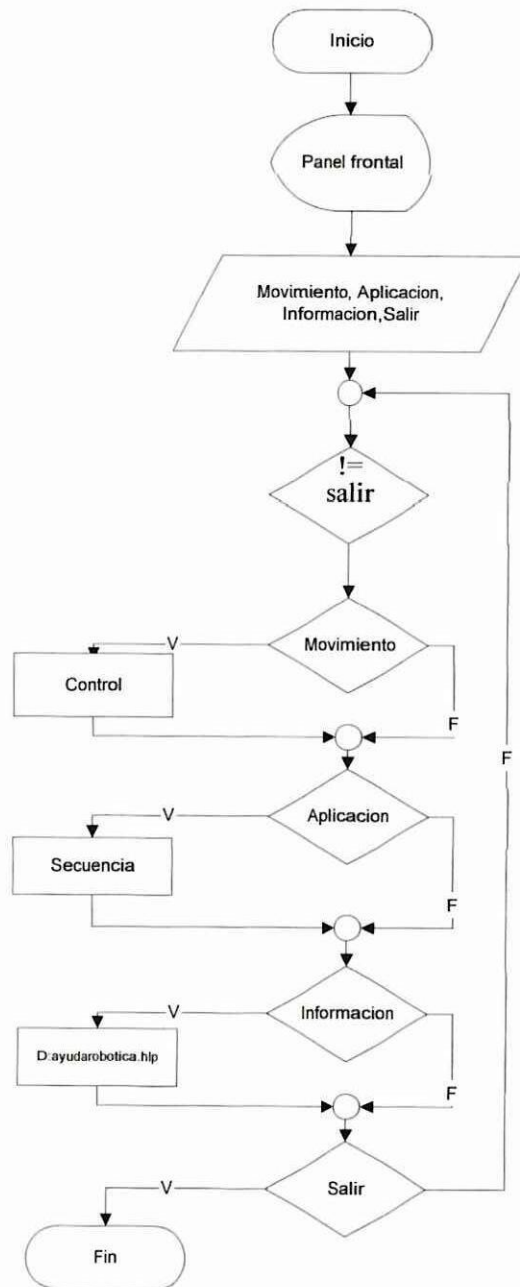 Inicio
Panel frontal
Movimiento, Aplicacion,
Informacion,Salir
!=
salir
V
Movimiento
Control
F
F
V
Aplicacion
Secuencia
F
V
Informacion
D:ayudarobotica.hlp
F
V
Salir
Fin